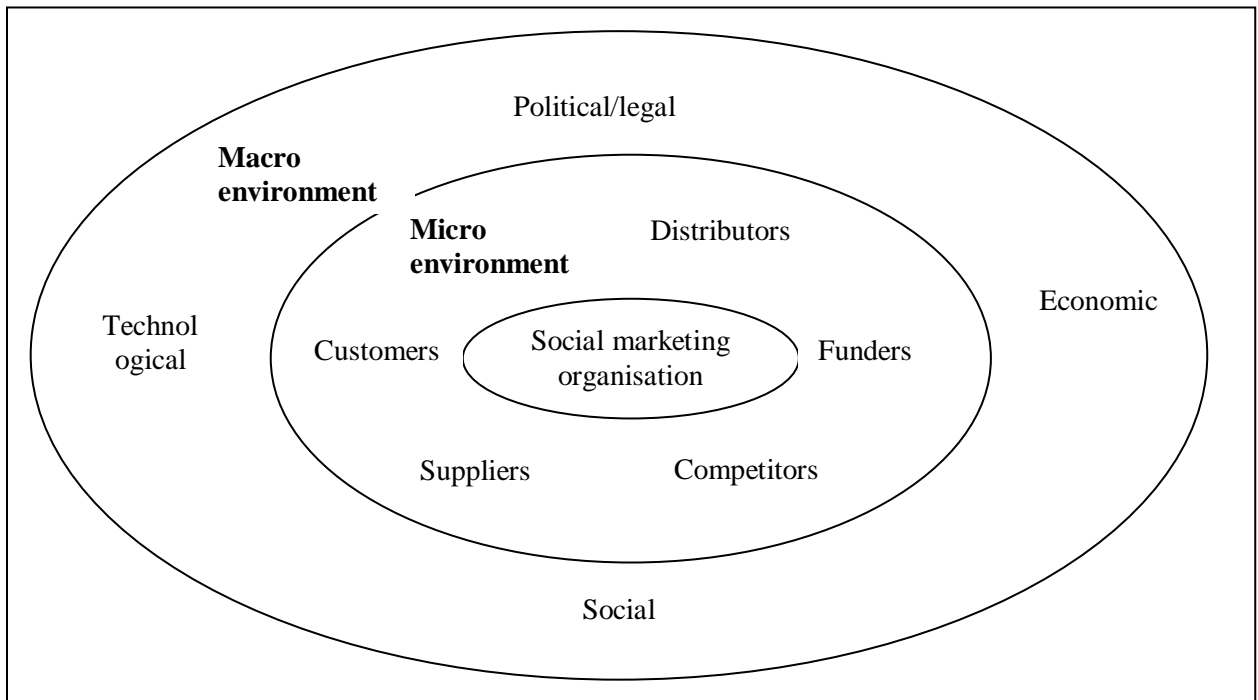 Political/legal
Macro
environment
Micro
environment
Distributors
Economic
Technol
ogical
Customers
Social marketing
organisation
Funders
Suppliers
Competitors
Social